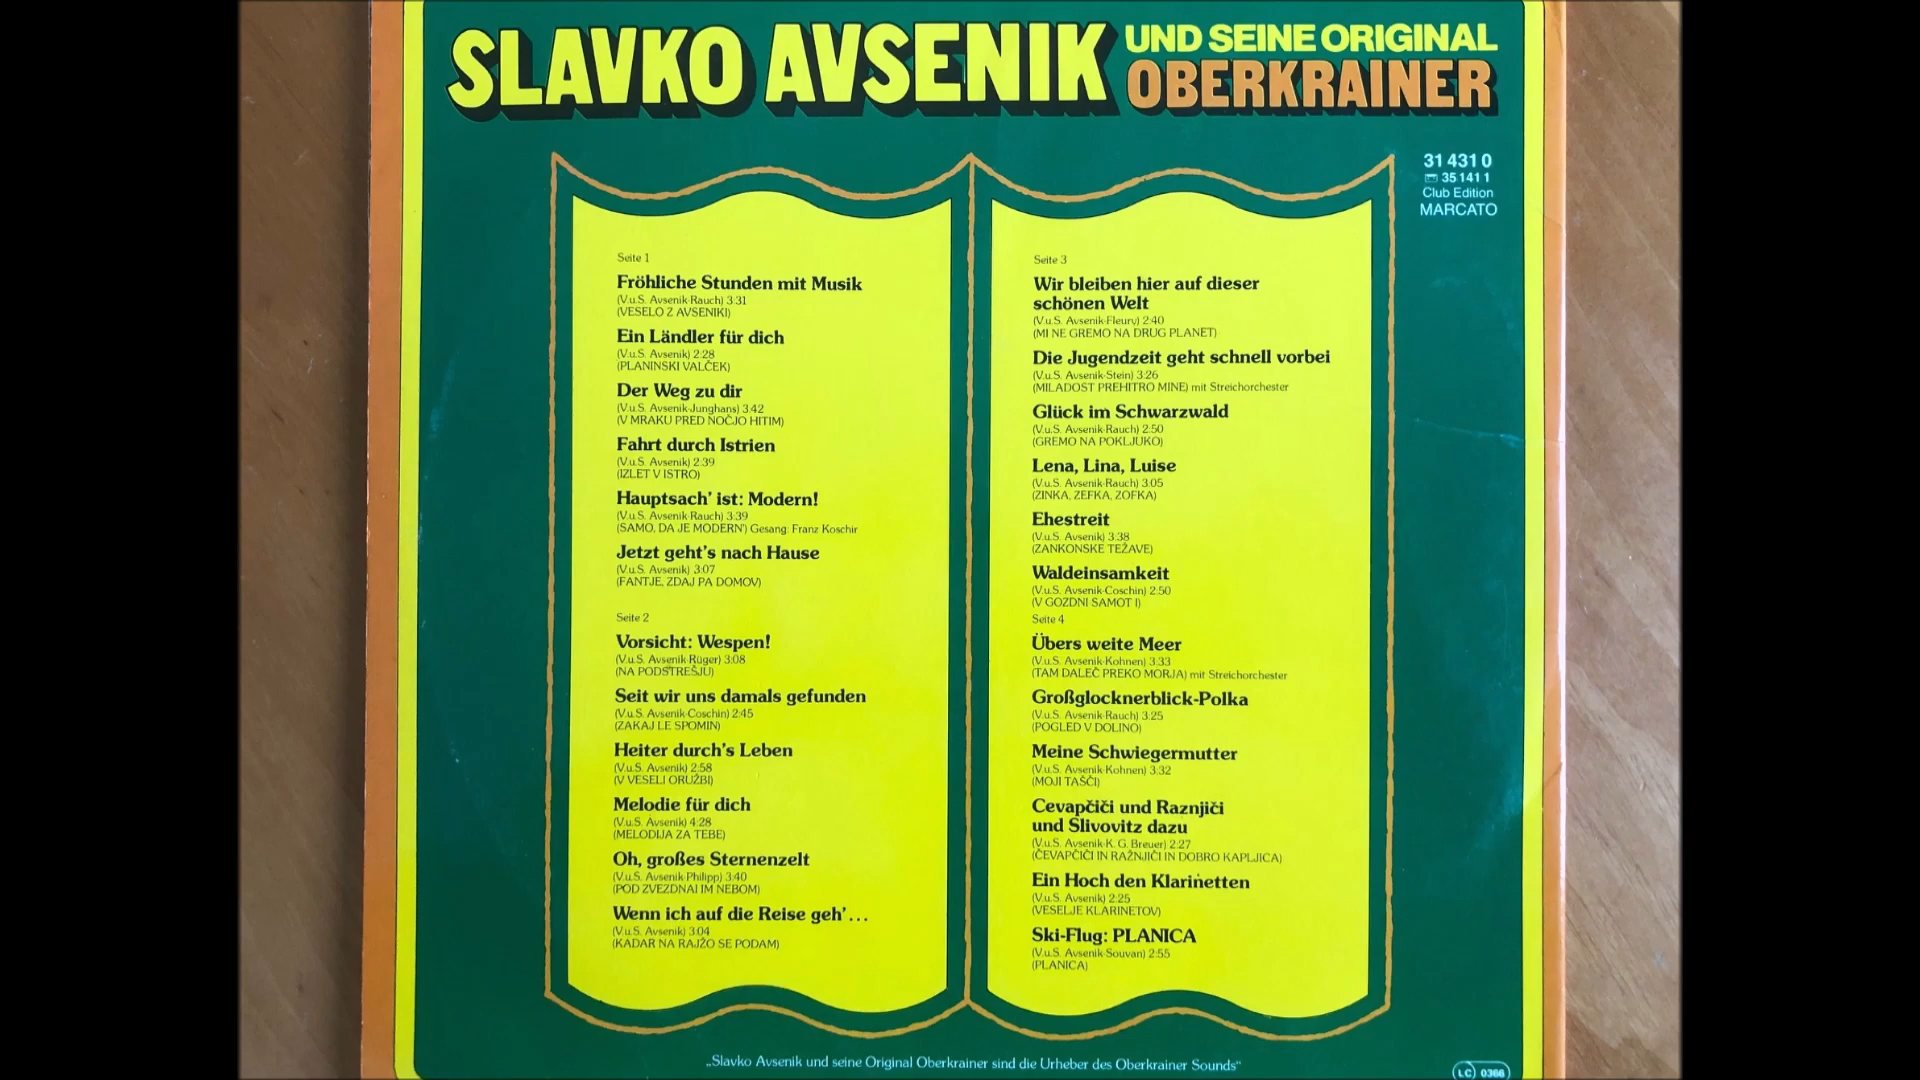 SLAVKO AVSENIK UND SEINE ORIGINAL
OBERKRAINER
31 431 0
35 141 1
Club Edition
MARCATO
Seite 1
Fröhliche Stunden mit Musik
(V.u.S. Avsenik-Rauch) 3:31
(VESELO Z AVSENIKI)
Ein Ländler für dich
(V.u.S. Avsenik) 2:28
(PLANINSKI VALČEK)
Der Weg zu dir
(V.u.S. Avsenik-Junghans) 3:42
(V MRAKU PRED NOČJO HITIM)
Fahrt durch Istrien
(V.u.S. Avsenik) 2:39
(IZLET V ISTRO)
Hauptsach' ist: Modern!
(V.u.S. Avsenik-Rauch) 3:39
(SAMO, DA JE MODERN') Gesang: Franz Koschir
Jetzt geht's nach Hause
(V.u.S. Avsenik) 3:07
(FANTJE, ZDAJ PA DOMOV)
Seite 2
Vorsicht: Wespen!
(V.u.S. Avsenik-Rüger) 3:08
(NA PODSTREŠJU)
Seit wir uns damals gefunden
(V.u.S. Avsenik-Coschin) 2:45
(ZAKAJ LE SPOMIN)
Heiter durch's Leben
(V.u.S. Avsenik) 2:58
(V VESELI ORUŽBI)
Melodie für dich
(V.u.S. Avsenik) 4:28
(MELODIJA ZA TEBE)
Oh, großes Sternenzelt
(V.u.S. Avsenik-Philipp) 3:40
(POD ZVEZDNAI IM NEBOM)
Wenn ich auf die Reise geh'...
(V.u.S. Avsenik) 3:04
(KADAR NA RAJŽO SE PODAM)
Seite 3
Wir bleiben hier auf dieser
schönen Welt
(V.u.S. Avsenik-Fleury) 2:40
(MI NE GREMO NA DRUG PLANET)
Die Jugendzeit geht schnell vorbei
(V.u.S. Avsenik-Stein) 3:26
(MILADOST PREHITRO MINE) mit Streichorchester
Glück im Schwarzwald
(V.u.S. Avsenik-Rauch) 2:50
(GREMO NA POKLJUKO)
Lena, Lina, Luise
(V.u.S. Avsenik-Rauch) 3:05
(ZINKA, ZEFKA, ZOFKA)
Ehestreit
(V.u.S. Avsenik) 3:38
(ZANKONSKE TEŽAVE)
Waldeinsamkeit
(V.u.S. Avsenik-Coschin) 2:50
(V GOZDNI SAMOT I)
Seite 4
Übers weite Meer
(V.u.S. Avsenik-Kohnen) 3:33
(TAM DALEČ PREKO MORJA) mit Streichorchester
Großglocknerblick-Polka
(V.u.S. Avsenik-Rauch) 3:25
(POGLED V DOLINO)
Meine Schwiegermutter
(V.u.S. Avsenik-Kohnen) 3:32
(MOJI TAŠČI)
Cevapčiči und Raznjiči
und Slivovitz dazu
(V.u.S. Avsenik-K. G. Breuer) 2:27
(ČEVAPČIČI IN RAŽNJIČI IN DOBRO KAPLJICA)
Ein Hoch den Klarinetten
(V.u.S. Avsenik) 2:25
(VESELJE KLARINETOV)
Ski-Flug: PLANICA
(V.u.S. Avsenik-Souvan) 2:55
(PLANICA)
„Slavko Avsenik und seine Original Oberkrainer sind die Urheber des Oberkrainer Sounds“
LC 0366